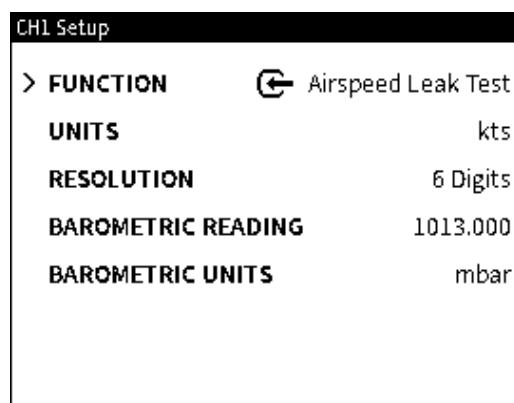 CH1 Setup
> FUNCTION Airspeed Leak Test
UNITS kts
RESOLUTION 6 Digits
BAROMETRIC READING 1013.000
BAROMETRIC UNITS mbar